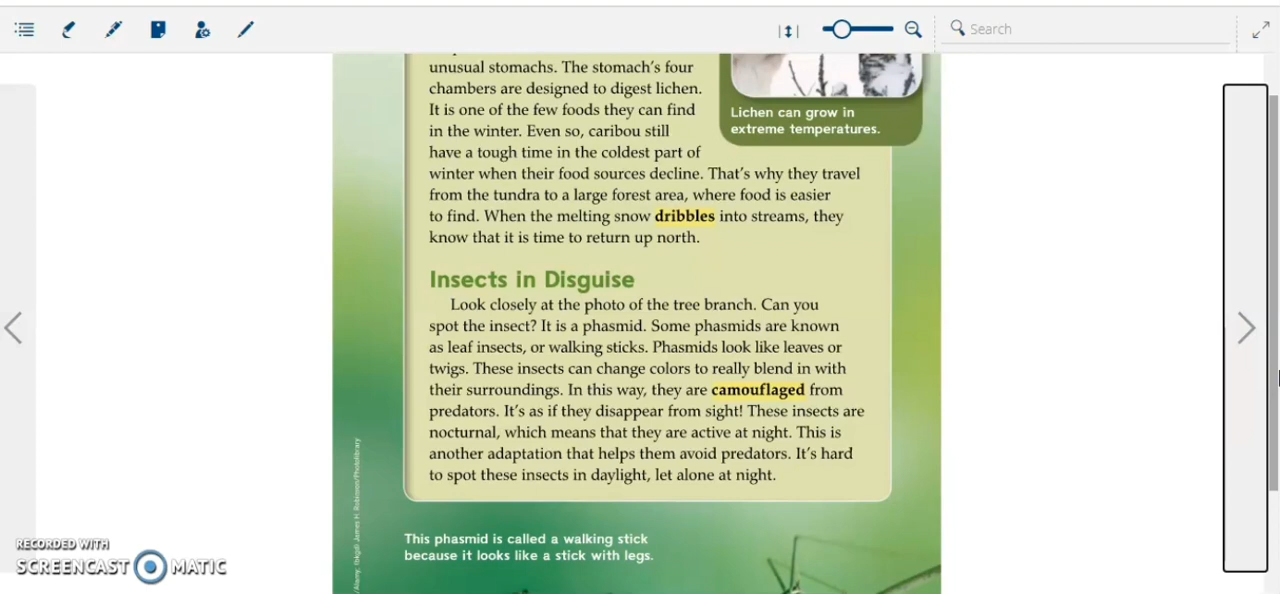 Search
unusual stomachs. The stomach's four
chambers are designed to digest lichen.
It is one of the few foods they can find
in the winter. Even so, caribou still
have a tough time in the coldest part of
winter when their food sources decline. That's why they travel
from the tundra to a large forest area, where food is easier
to find. When the melting snow dribbles into streams, they
know that it is time to return up north.
Lichen can grow in
extreme temperatures.
Insects in Disguise
Look closely at the photo of the tree branch. Can you
spot the insect? It is a phasmid. Some phasmids are known
as leaf insects, or walking sticks. Phasmids look like leaves or
twigs. These insects can change colors to really blend in with
their surroundings. In this way, they are camouflaged from
predators. It's as if they disappear from sight! These insects are
nocturnal, which means that they are active at night. This is
another adaptation that helps them avoid predators. It's hard
to spot these insects in daylight, let alone at night.
This phasmid is called a walking stick
because it looks like a stick with legs.
RECORDED WITH
SCREENCAST MATIC